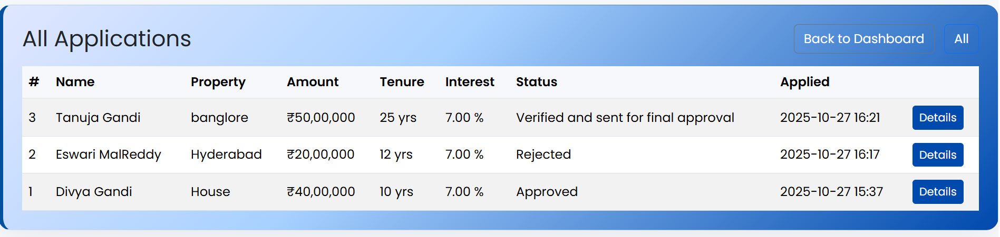 All Applications
Back to Dashboard All
# Name Property Amount Tenure Interest Status Applied
3 Tanuja Gandi banglore ₹50,00,000 25 yrs 7.00 % Verified and sent for final approval 2025-10-27 16:21 Details
2 Eswari MalReddy Hyderabad ₹20,00,000 12 yrs 7.00 % Rejected 2025-10-27 16:17 Details
1 Divya Gandi House ₹40,00,000 10 yrs 7.00 % Approved 2025-10-27 15:37 Details